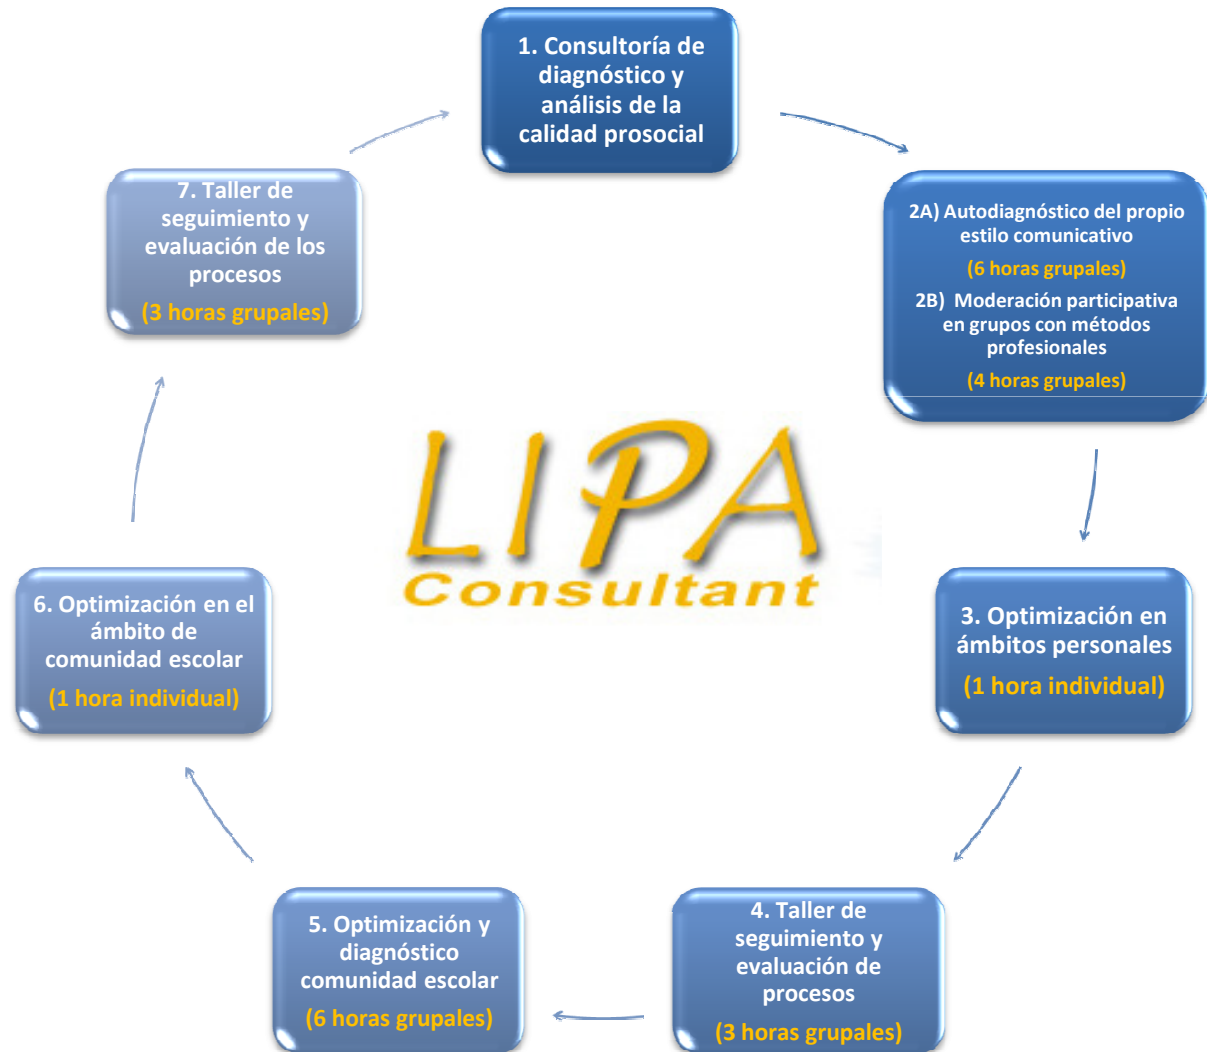 1. Consultoría de
diagnóstico y
análisis de la
calidad prosocial
2A) Autodiagnóstico del propio
estilo comunicativo
(6 horas grupales)
2B) Moderación participativa
en grupos con métodos
profesionales
(4 horas grupales)
3. Optimización en
ámbitos personales
(1 hora individual)
4. Taller de
seguimiento y
evaluación de
procesos
(3 horas grupales)
5. Optimización y
diagnóstico
comunidad escolar
(6 horas grupales)
6. Optimización en el
ámbito de
comunidad escolar
(1 hora individual)
7. Taller de
seguimiento y
evaluación de los
procesos
(3 horas grupales)
LIPA
Consultant